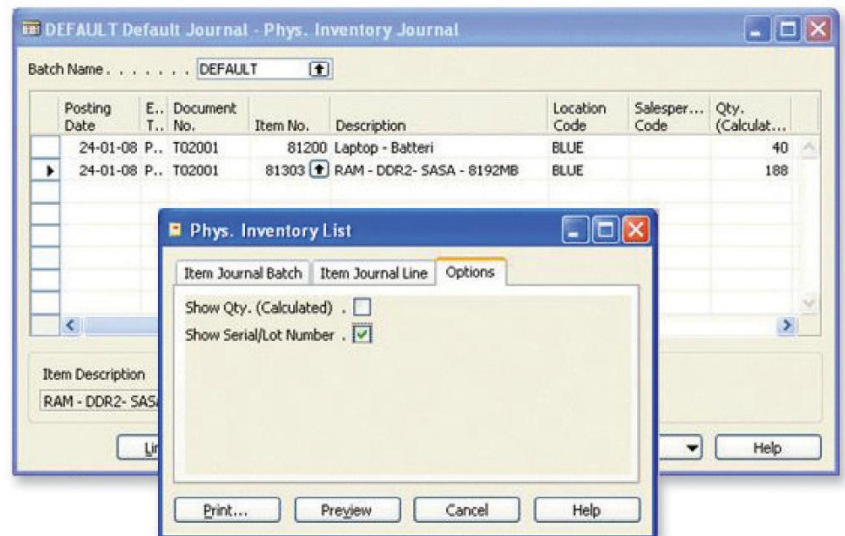 DEFAULT Default Journal - Phys. Inventory Journal
Batch Name . . . . . . . DEFAULT
Posting Date E.. T.. Document No. Item No. Description Location Code Salesper... Code Qty. (Calculat...
24-01-08 P.. T02001 81200 Laptop - Batteri BLUE 40
24-01-08 P.. T02001 81303 RAM - DDR2- SASA - 8192MB BLUE 188
Phys. Inventory List
Item Journal Batch Item Journal Line Options
Show Qty. (Calculated) .
Show Serial/Lot Number .
Item Description
RAM - DDR2- SASA
Help
Print... Preview Cancel Help